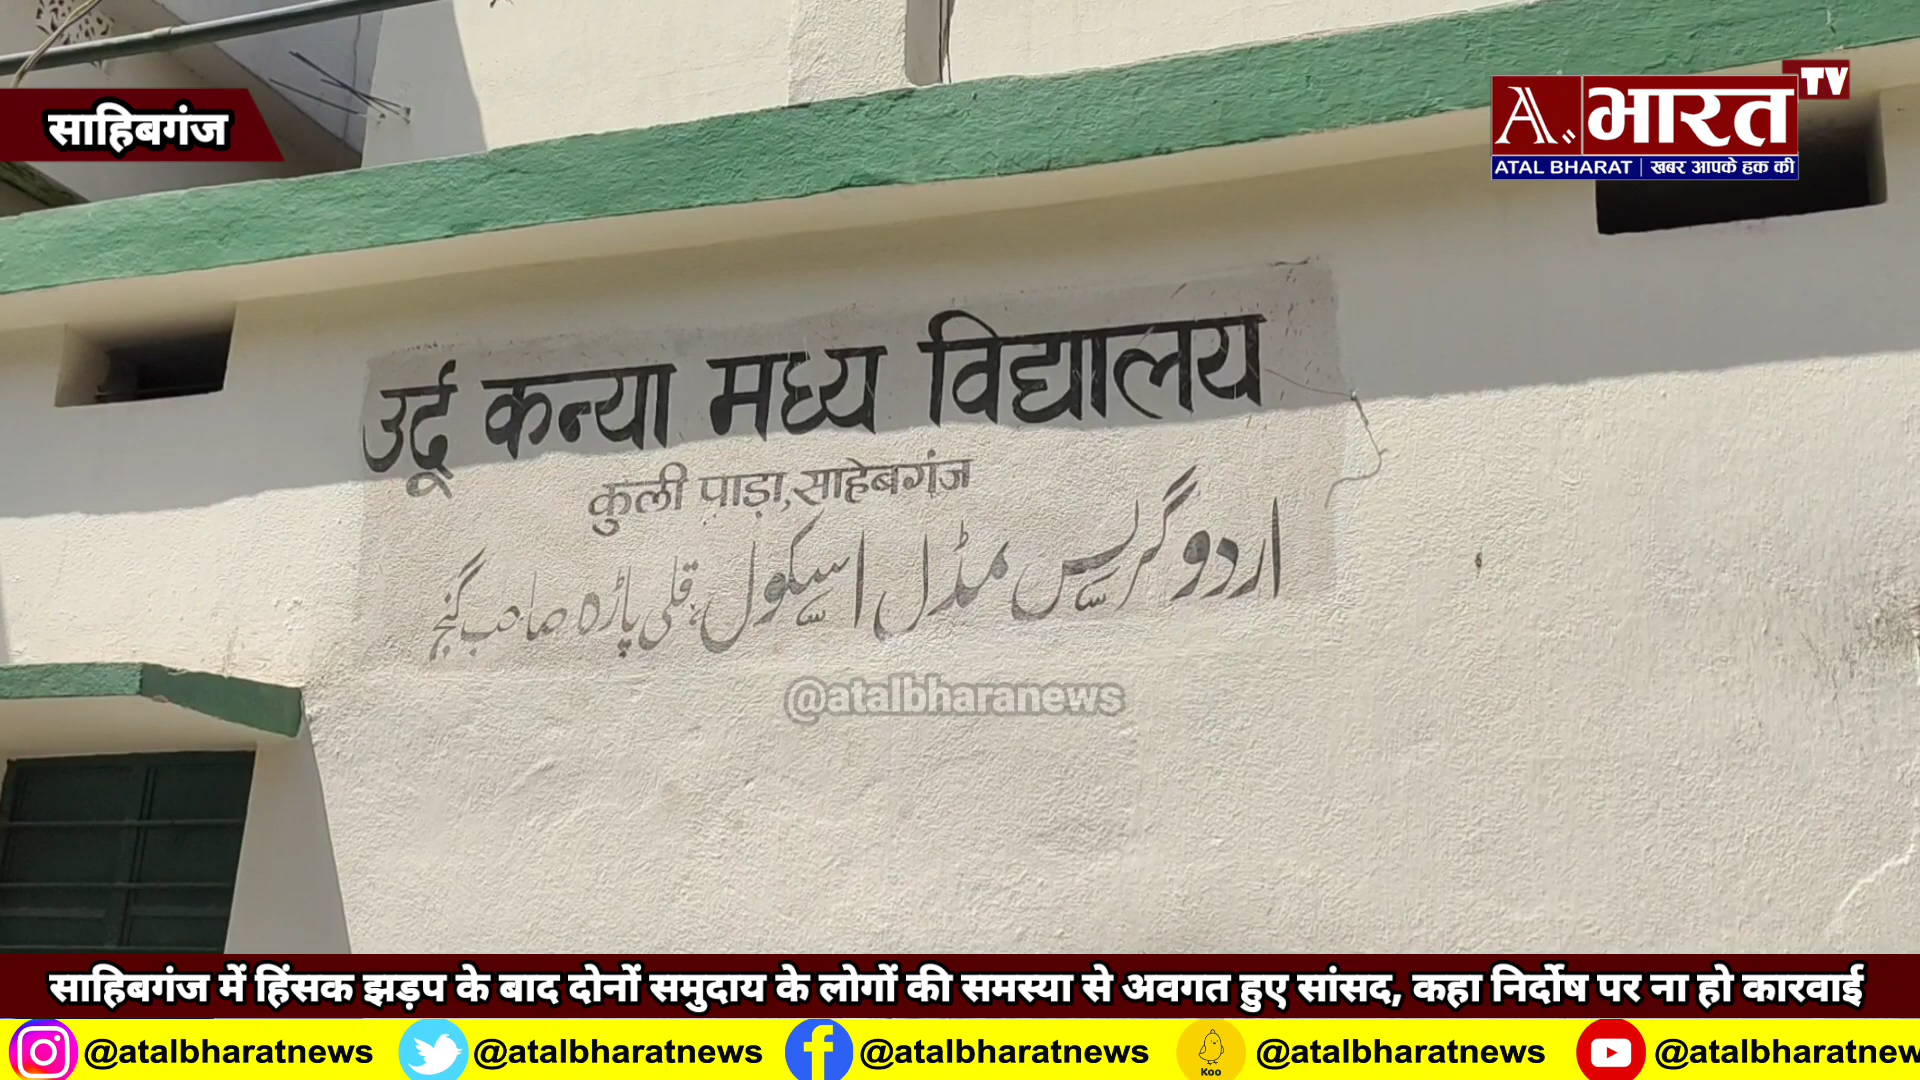 साहिबगंज
TV
A.. भारत
ATAL BHARAT | खबर आपके हक की
उर्दू कन्या मध्य विद्यालय
कुली पाड़ा,साहेबगंज
اردو گرلس مڈل اسکول، قلی پاڑہ صاحب گنج
@atalbharanews
साहिबगंज में हिंसक झड़प के बाद दोनों समुदाय के लोगों की समस्या से अवगत हुए सांसद, कहा निर्दोष पर ना हो कारवाई
@atalbharatnews @atalbharatnews @atalbharatnews Koo @atalbharatnews @atalbharatnew